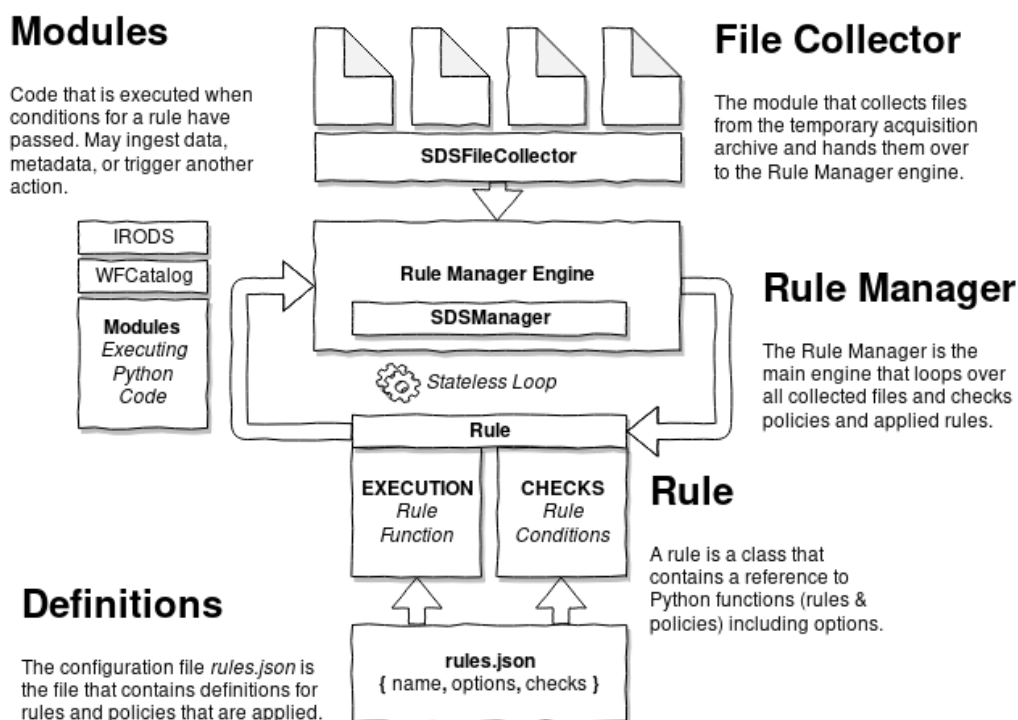 Modules
Code that is executed when
conditions for a rule have
passed. May ingest data,
metadata, or trigger another
action.
IRODS
WFCatalog
Modules
Executing
Python
Code
SDSFileCollector
File Collector
The module that collects files
from the temporary acquisition
archive and hands them over
to the Rule Manager engine.
Rule Manager Engine
SDSManager
Stateless Loop
Rule Manager
The Rule Manager is the
main engine that loops over
all collected files and checks
policies and applied rules.
Rule
EXECUTION
Rule
Function
CHECKS
Rule
Conditions
Rule
A rule is a class that
contains a reference to
Python functions (rules &
policies) including options.
Definitions
The configuration file rules.json is
the file that contains definitions for
rules and policies that are applied.
rules.json
{ name, options, checks }